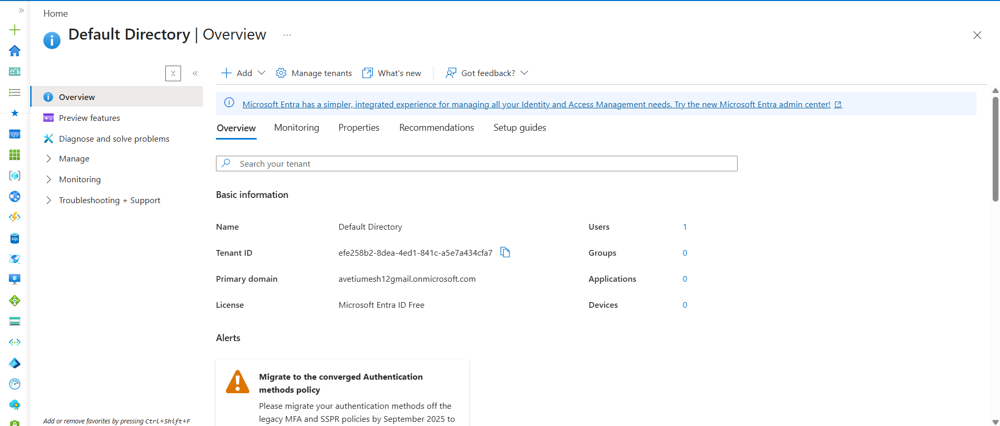 Home
Default Directory | Overview ...
Add
Manage tenants
What's new
Got feedback?
Overview
Preview features
Diagnose and solve problems
Manage
Monitoring
Troubleshooting + Support
Add or remove favorites by pressing Ctrl+Shift+F
Microsoft Entra has a simpler, integrated experience for managing all your Identity and Access Management needs. Try the new Microsoft Entra admin center!
Overview Monitoring Properties Recommendations Setup guides
Search your tenant
Basic information
Name Default Directory Users 1
Tenant ID efe258b2-8dea-4ed1-841c-a5e7a434cfa7 Groups 0
Primary domain avetiumesh12gmail.onmicrosoft.com Applications 0
License Microsoft Entra ID Free Devices 0
Alerts
Migrate to the converged Authentication
methods policy
Please migrate your authentication methods off the
legacy MFA and SSPR policies by September 2025 to
SQL